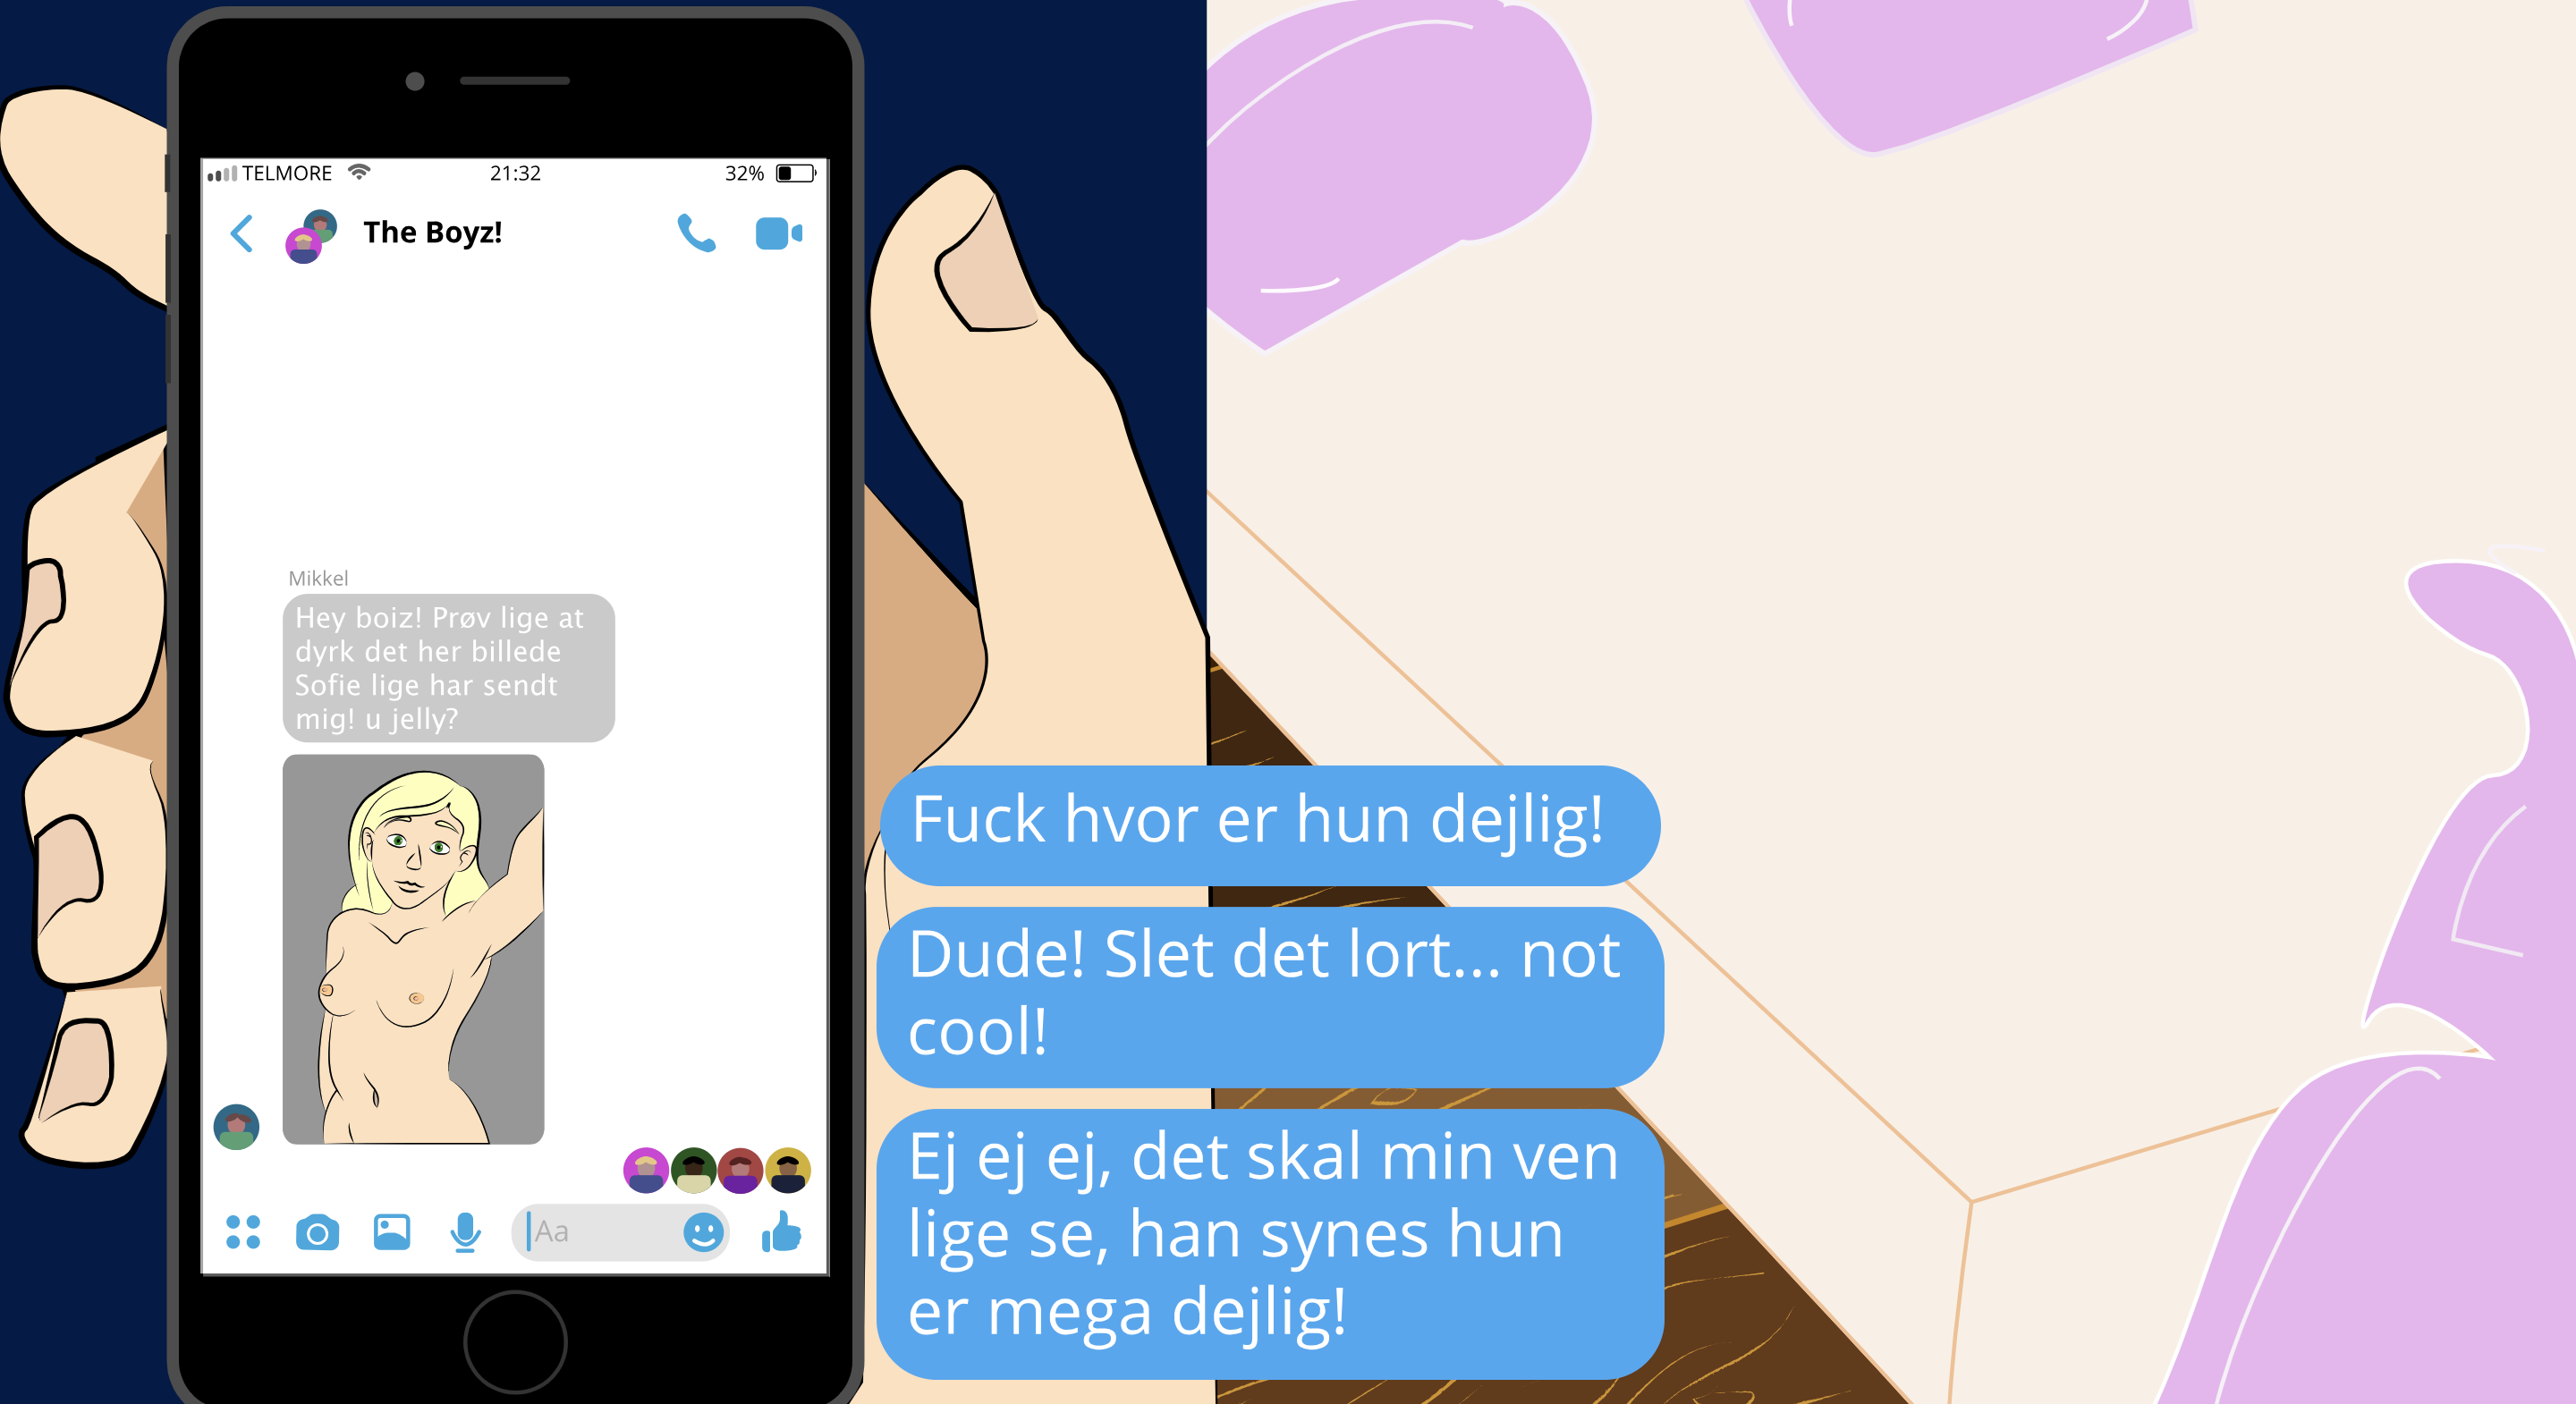 TELMORE 21:32 32%
The Boyz!
Mikkel
Hey boiz! Prøv lige at
dyrk det her billede
Sofie lige har sendt
mig! u jelly?
Aa
Fuck hvor er hun dejlig!
Dude! Slet det lort... not
cool!
Ej ej ej, det skal min ven
lige se, han synes hun
er mega dejlig!